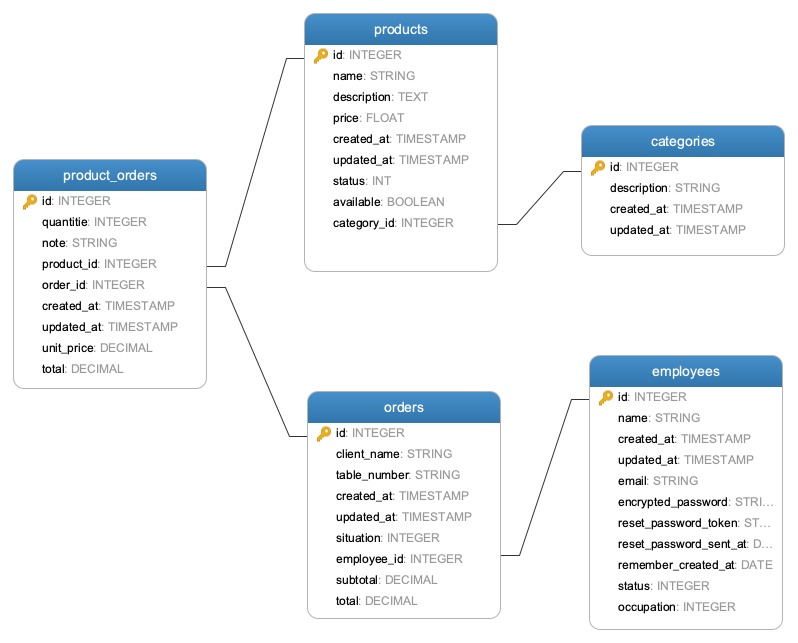 products
id: INTEGER
name: STRING
description: TEXT
price: FLOAT
created_at: TIMESTAMP
updated_at: TIMESTAMP
status: INT
available: BOOLEAN
category_id: INTEGER
categories
id: INTEGER
description: STRING
created_at: TIMESTAMP
updated_at: TIMESTAMP
product_orders
id: INTEGER
quantitie: INTEGER
note: STRING
product_id: INTEGER
order_id: INTEGER
created_at: TIMESTAMP
updated_at: TIMESTAMP
unit_price: DECIMAL
total: DECIMAL
orders
id: INTEGER
client_name: STRING
table_number: STRING
created_at: TIMESTAMP
updated_at: TIMESTAMP
situation: INTEGER
employee_id: INTEGER
subtotal: DECIMAL
total: DECIMAL
employees
id: INTEGER
name: STRING
created_at: TIMESTAMP
updated_at: TIMESTAMP
email: STRING
encrypted_password: STRI...
reset_password_token: ST...
reset_password_sent_at: D...
remember_created_at: DATE
status: INTEGER
occupation: INTEGER